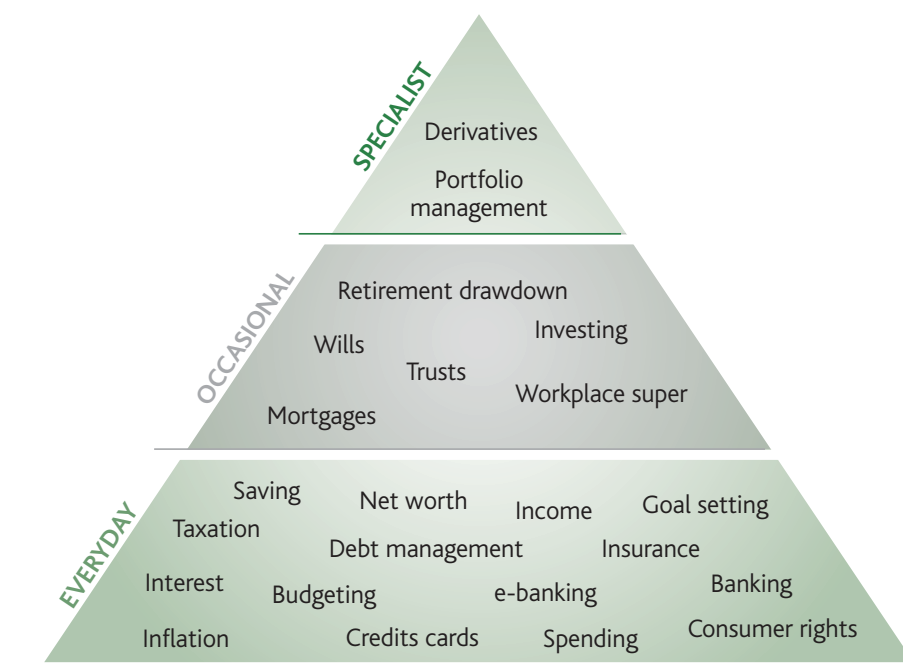 SPECIALIST
Derivatives
Portfolio
management
OCCASIONAL
Retirement drawdown
Investing
Wills
Trusts
Workplace super
Mortgages
EVERYDAY
Saving
Net worth
Income
Goal setting
Taxation
Debt management
Insurance
Interest
Budgeting
e-banking
Banking
Inflation
Credits cards
Spending
Consumer rights